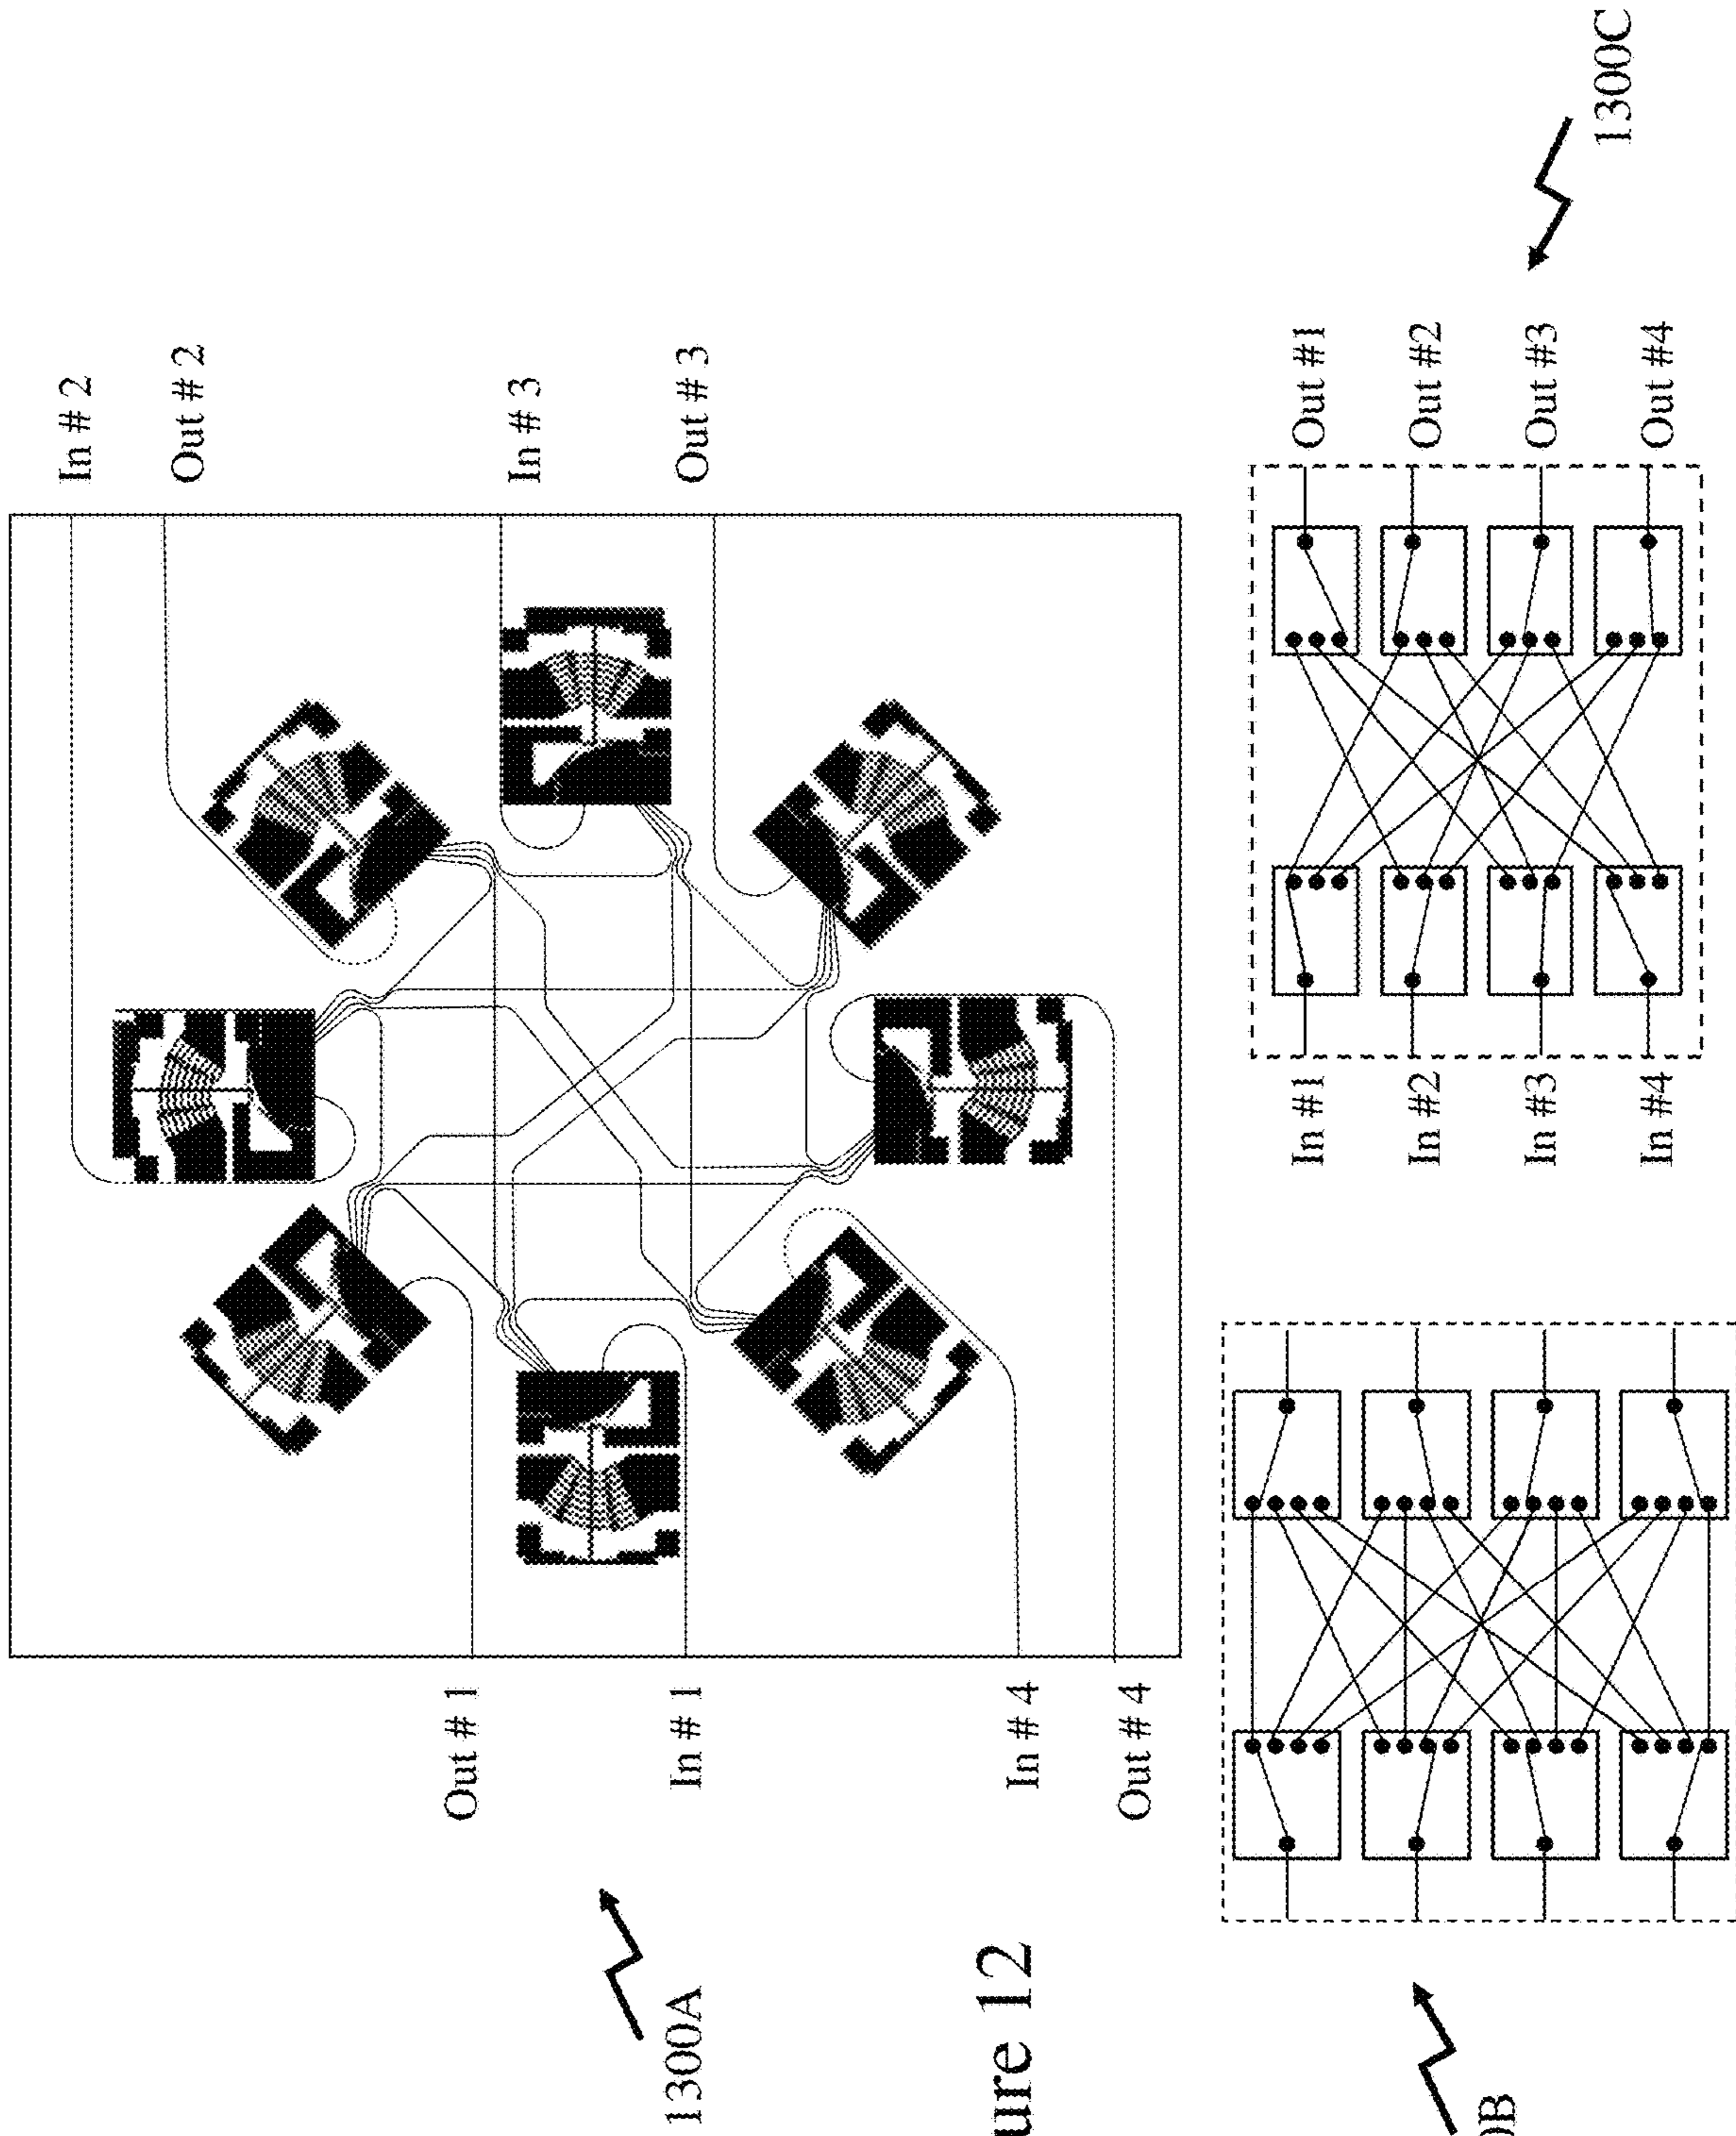 In # 2
Out # 2
In # 3
Out # 3
Out # 1
In # 1
In # 4
Out # 4
1300A
ure 12
1300C
Out #1
Out #2
Out #3
Out #4
In #1
In #2
In #3
In #4
0B